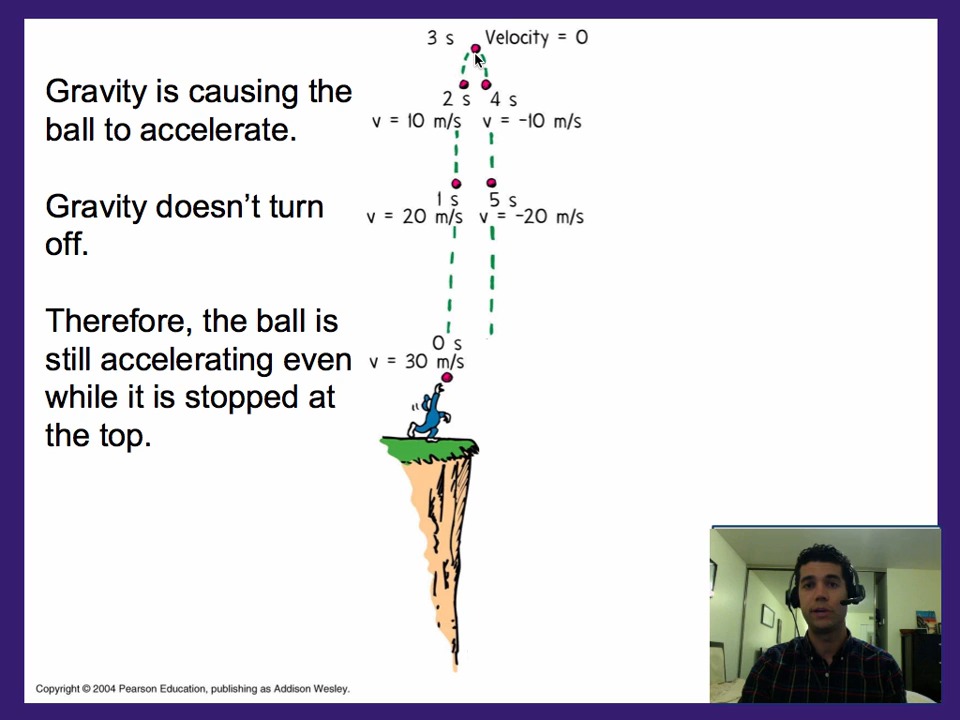 3 s Velocity = 0
Gravity is causing the
ball to accelerate.
2 s 4 s
v = 10 m/s v = -10 m/s
Gravity doesn’t turn
off.
1 s 5 s
v = 20 m/s v = -20 m/s
Therefore, the ball is
still accelerating even
while it is stopped at
the top.
0 s
v = 30 m/s
Copyright © 2004 Pearson Education, publishing as Addison Wesley.